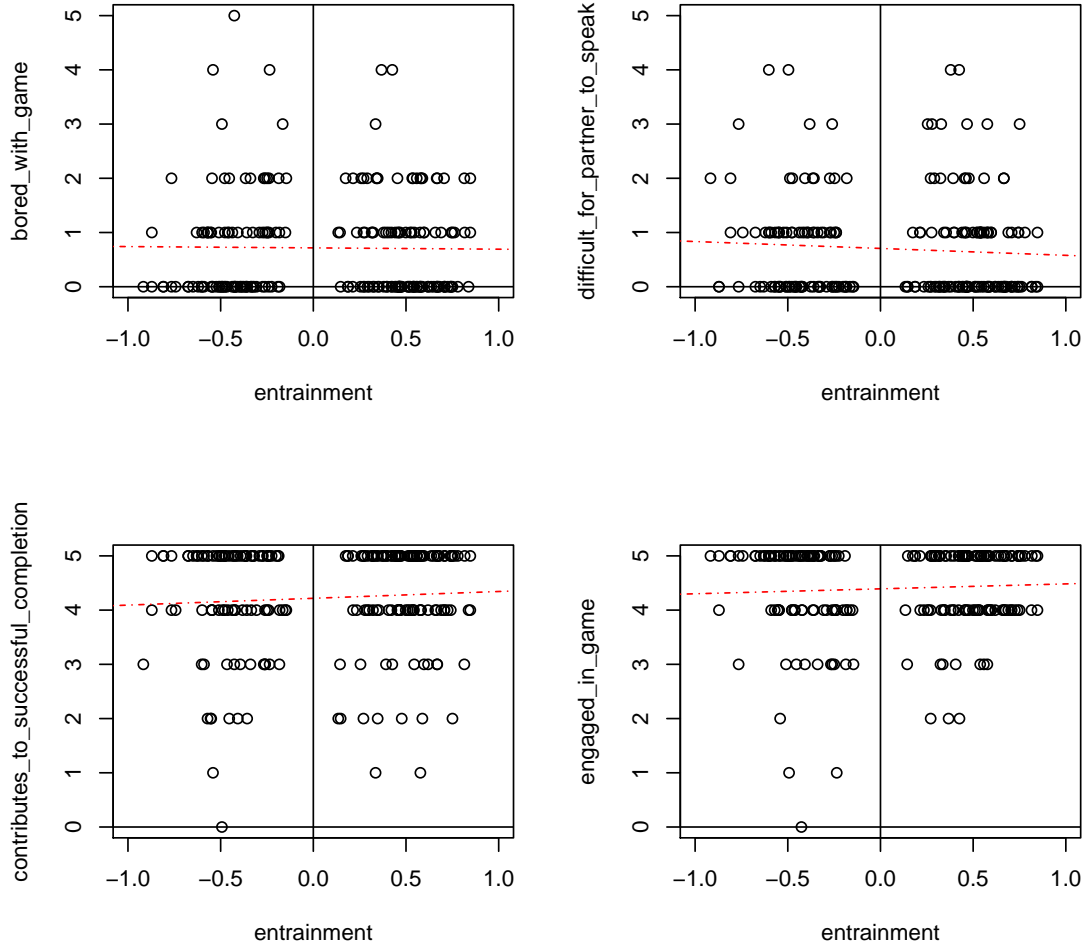 bored_with_game
5
4
3
2
1
0
−1.0 −0.5 0.0 0.5 1.0
entrainment
difficult_for_partner_to_speak
5
4
3
2
1
0
−1.0 −0.5 0.0 0.5 1.0
entrainment
contributes_to_successful_completion
5
4
3
2
1
0
−1.0 −0.5 0.0 0.5 1.0
entrainment
engaged_in_game
5
4
3
2
1
0
−1.0 −0.5 0.0 0.5 1.0
entrainment